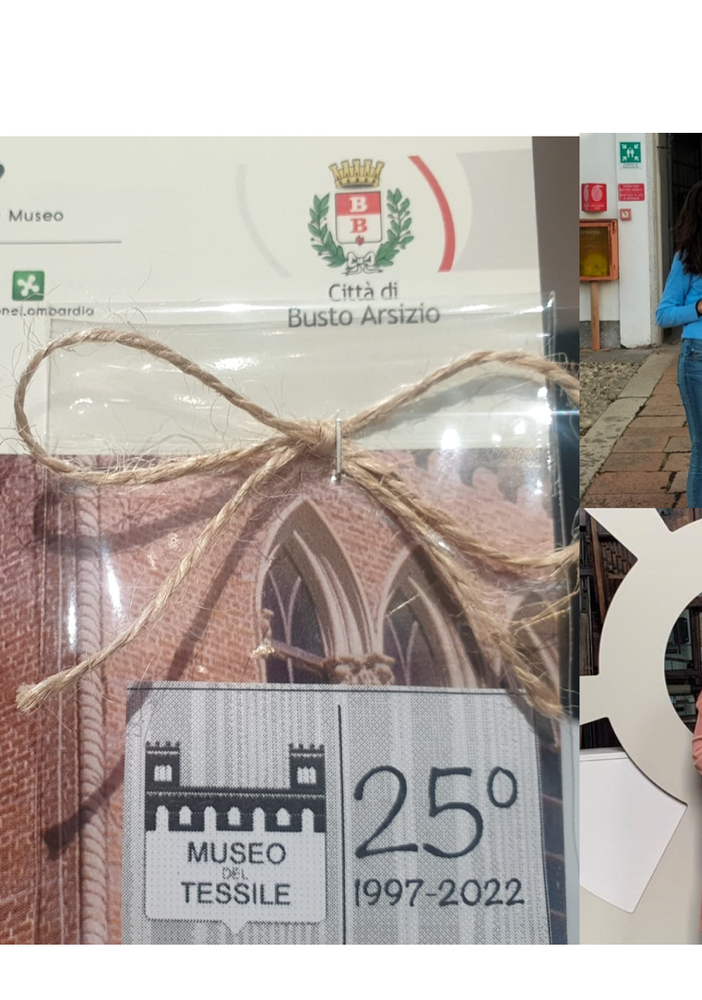 Museo
B
B
Città di
Busto Arsizio
MUSEO
DEL
TESSILE
25°
1997-2022